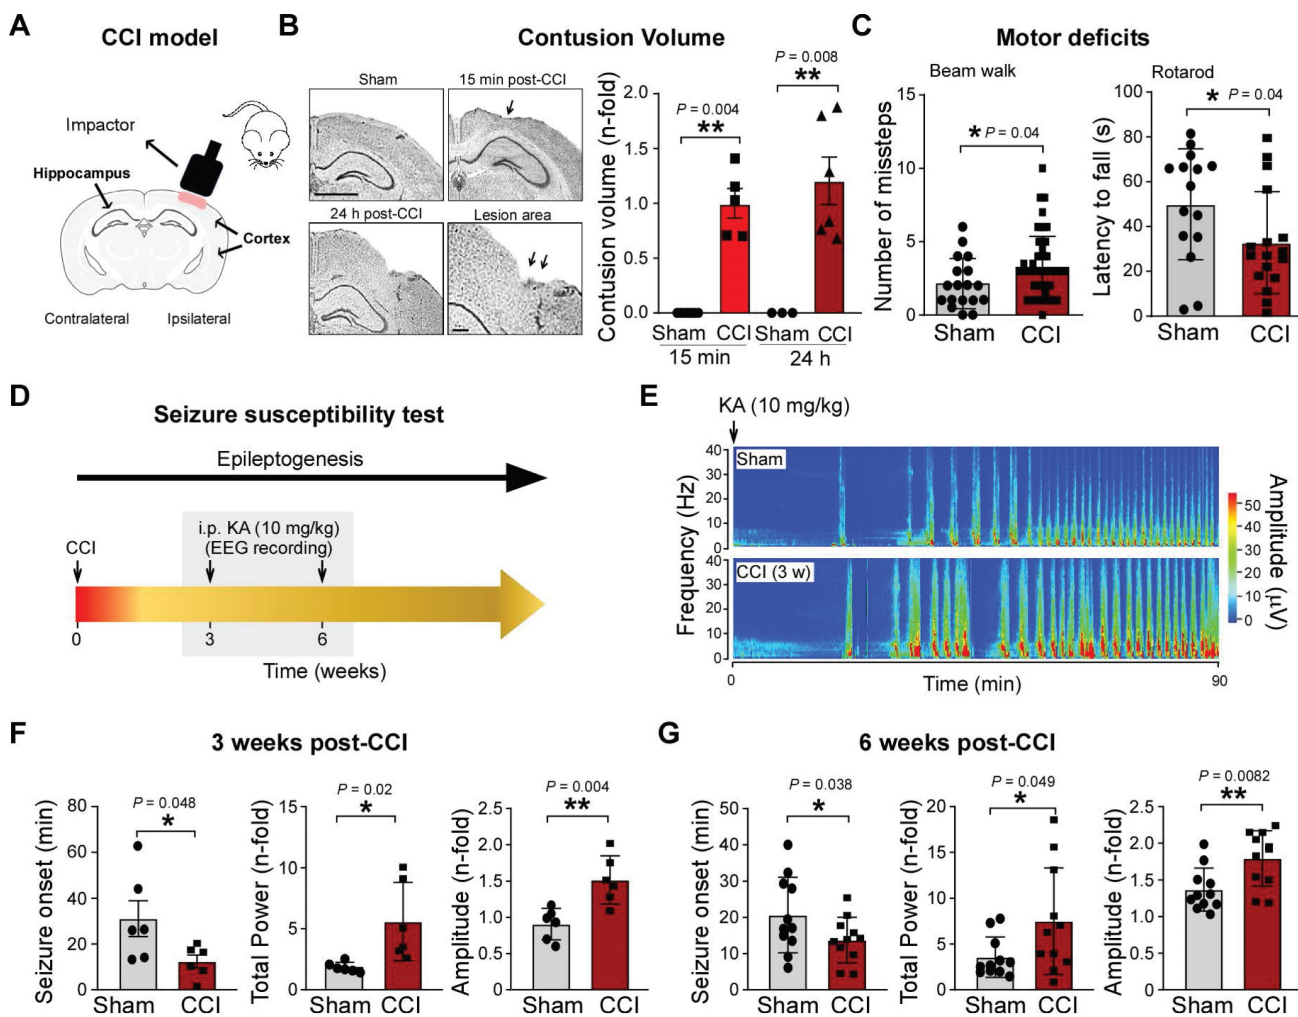 A
CCI model
Impactor
Hippocampus
Cortex
Contralateral
Ipsilateral
B
Contusion Volume
Sham
15 min post-CCI
24 h post-CCI
Lesion area
Contusion volume (n-fold)
2.0
1.5
1.0
0.5
0.0
P = 0.004
**
P = 0.008
**
Sham CCI Sham CCI
15 min
24 h
C
Motor deficits
Beam walk
Number of missteps
15
10
5
0
* P = 0.04
Sham
CCI
Rotarod
Latency to fall (s)
100
80
60
40
20
0
* P = 0.04
Sham
CCI
D
Seizure susceptibility test
Epileptogenesis
i.p. KA (10 mg/kg)
(EEG recording)
CCI
0
3
6
Time (weeks)
E
KA (10 mg/kg)
Frequency (Hz)
40
30
20
10
0
Sham
40
30
20
10
0
CCI (3 w)
0
90
Time (min)
50
40
30
20
10
0
Amplitude (μV)
F
3 weeks post-CCI
Seizure onset (min)
80
60
40
20
0
P = 0.048
*
Sham
CCI
Total Power (n-fold)
15
10
5
0
P = 0.02
*
Sham
CCI
Amplitude (n-fold)
2.5
2.0
1.5
1.0
0.5
0.0
P = 0.004
**
Sham
CCI
G
6 weeks post-CCI
Seizure onset (min)
50
40
30
20
10
0
P = 0.038
*
Sham
CCI
Total Power (n-fold)
20
15
10
5
0
P = 0.049
*
Sham
CCI
Amplitude (n-fold)
2.5
2.0
1.5
1.0
0.5
0
P = 0.0082
**
Sham
CCI